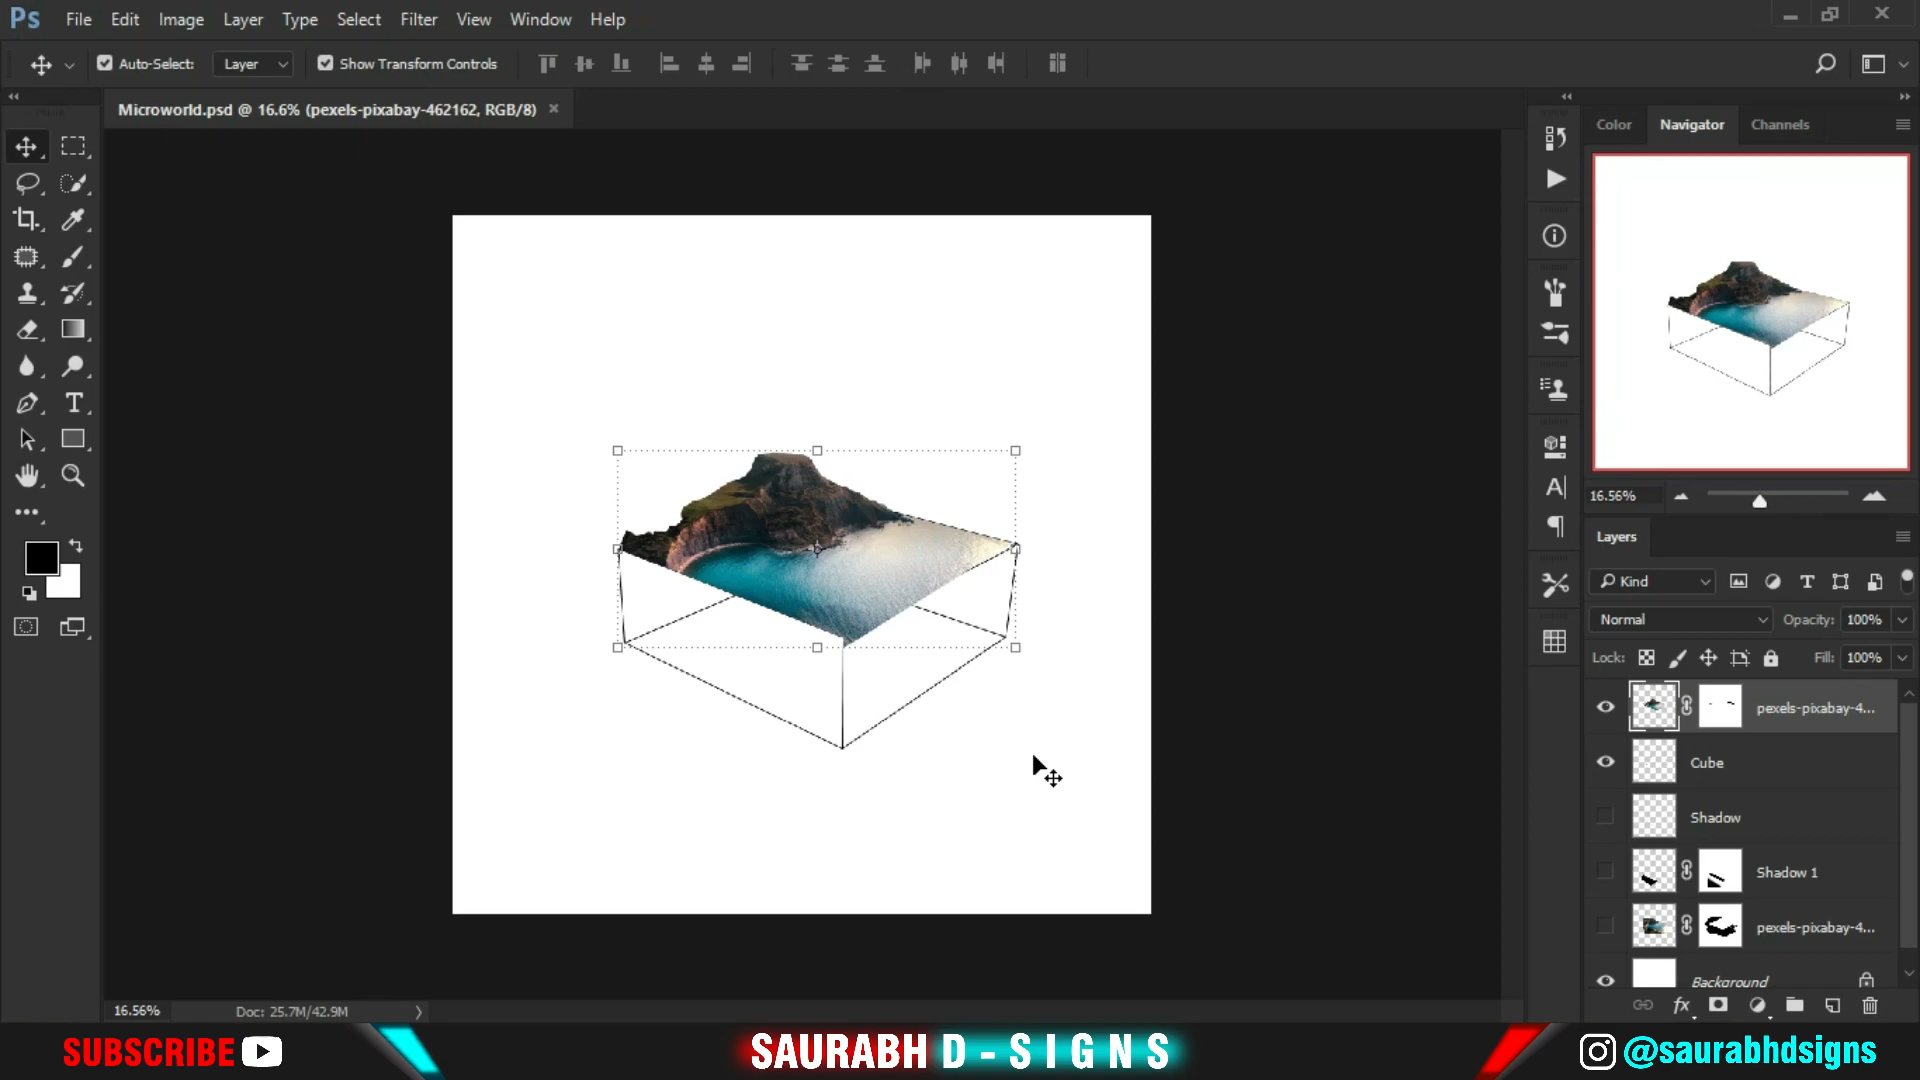 Ps File Edit Image Layer Type Select Filter View Window Help
Auto-Select: Layer Show Transform Controls
Microworld.psd @ 16.6% (pexels-pixabay-462162, RGB/8) ×
Color Navigator Channels
16.56%
Layers
Kind
Normal Opacity: 100%
Lock: Fill: 100%
pexels-pixabay-4...
Cube
Shadow
Shadow 1
pexels-pixabay-4...
Background
16.56% Doc: 25.7M/42.9M
SUBSCRIBE SAURABH D-SIGNS @saurabhdsigns